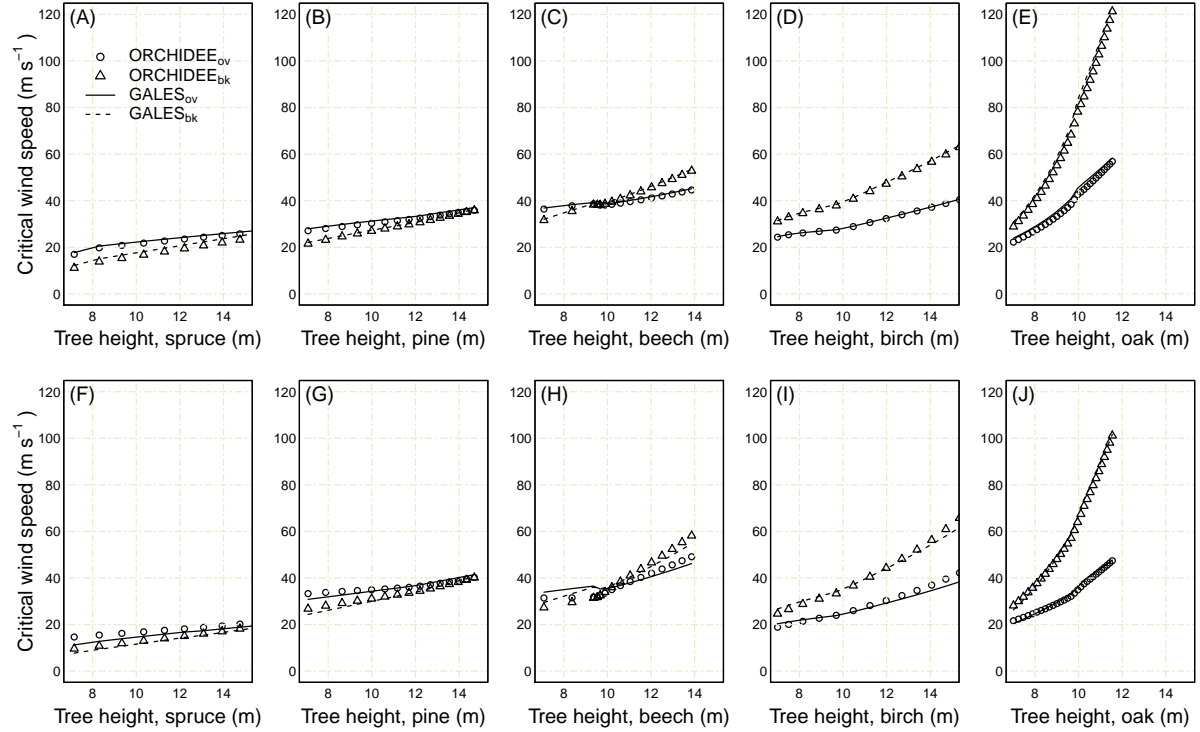 (A) (B) (C) (D) (E)
ORCHIDEEov
ORCHIDEEbk
GALESov
GALESbk
Critical wind speed (m s⁻¹)
120 120 120 120 120
100 100 100 100 100
80 80 80 80 80
60 60 60 60 60
40 40 40 40 40
20 20 20 20 20
0 0 0 0 0
8 10 12 14 8 10 12 14 8 10 12 14 8 10 12 14 8 10 12 14
Tree height, spruce (m) Tree height, pine (m) Tree height, beech (m) Tree height, birch (m) Tree height, oak (m)
(F) (G) (H) (I) (J)
Critical wind speed (m s⁻¹ )
120 120 120 120 120
100 100 100 100 100
80 80 80 80 80
60 60 60 60 60
40 40 40 40 40
20 20 20 20 20
0 0 0 0 0
8 10 12 14 8 10 12 14 8 10 12 14 8 10 12 14 8 10 12 14
Tree height, spruce (m) Tree height, pine (m) Tree height, beech (m) Tree height, birch (m) Tree height, oak (m)